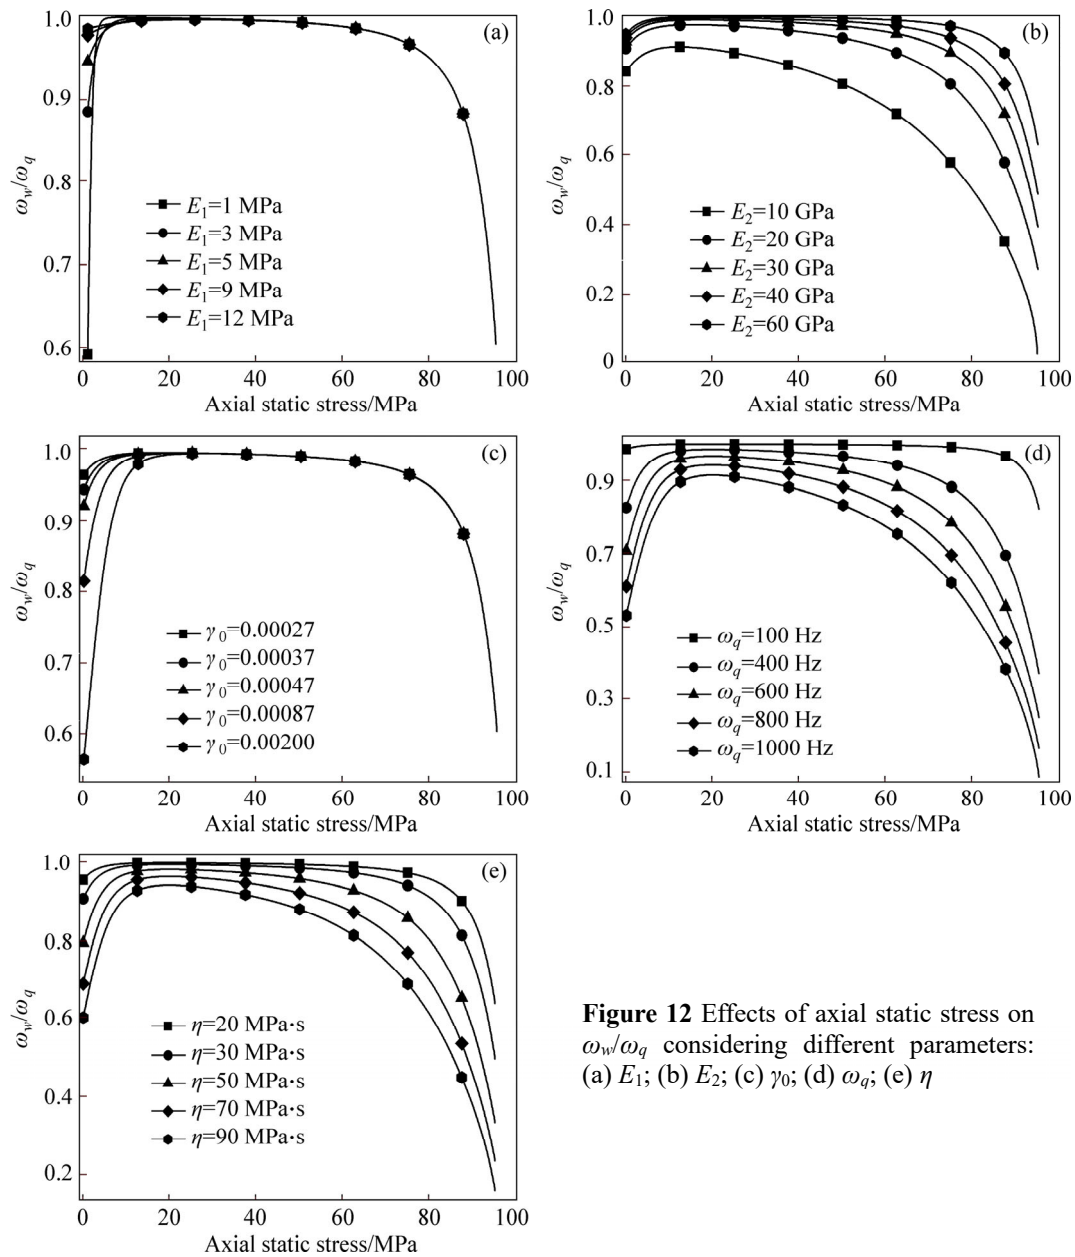 1.0
0.9
0.8
0.7
0.6
ωw/ωq
(a)
E1=1 MPa
E1=3 MPa
E1=5 MPa
E1=9 MPa
E1=12 MPa
0 20 40 60 80 100
Axial static stress/MPa
1.0
0.8
0.6
0.4
0.2
0
ωw/ωq
(b)
E2=10 GPa
E2=20 GPa
E2=30 GPa
E2=40 GPa
E2=60 GPa
0 20 40 60 80 100
Axial static stress/MPa
1.0
0.9
0.8
0.7
0.6
ωw/ωq
(c)
γ0=0.00027
γ0=0.00037
γ0=0.00047
γ0=0.00087
γ0=0.00200
0 20 40 60 80 100
Axial static stress/MPa
0.9
0.7
0.5
0.3
0.1
ωw/ωq
(d)
ωq=100 Hz
ωq=400 Hz
ωq=600 Hz
ωq=800 Hz
ωq=1000 Hz
0 20 40 60 80 100
Axial static stress/MPa
1.0
0.8
0.6
0.4
0.2
ωw/ωq
(e)
η=20 MPa·s
η=30 MPa·s
η=50 MPa·s
η=70 MPa·s
η=90 MPa·s
0 20 40 60 80 100
Axial static stress/MPa
Figure 12 Effects of axial static stress on
ωw/ωq considering different parameters:
(a) E1; (b) E2; (c) γ0; (d) ωq; (e) η